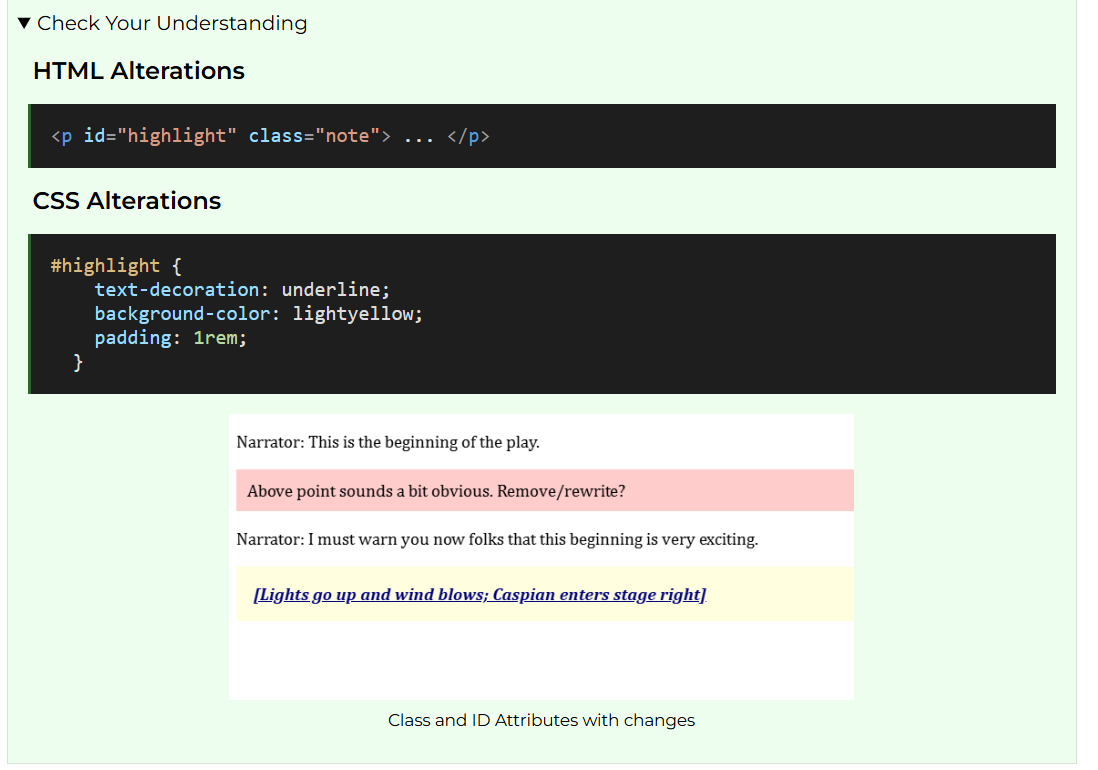 ▼ Check Your Understanding
HTML Alterations
<p id="highlight" class="note"> ... </p>
CSS Alterations
#highlight {
    text-decoration: underline;
    background-color: lightyellow;
    padding: 1rem;
  }
Narrator: This is the beginning of the play.
Above point sounds a bit obvious. Remove/rewrite?
Narrator: I must warn you now folks that this beginning is very exciting.
[Lights go up and wind blows; Caspian enters stage right]
Class and ID Attributes with changes